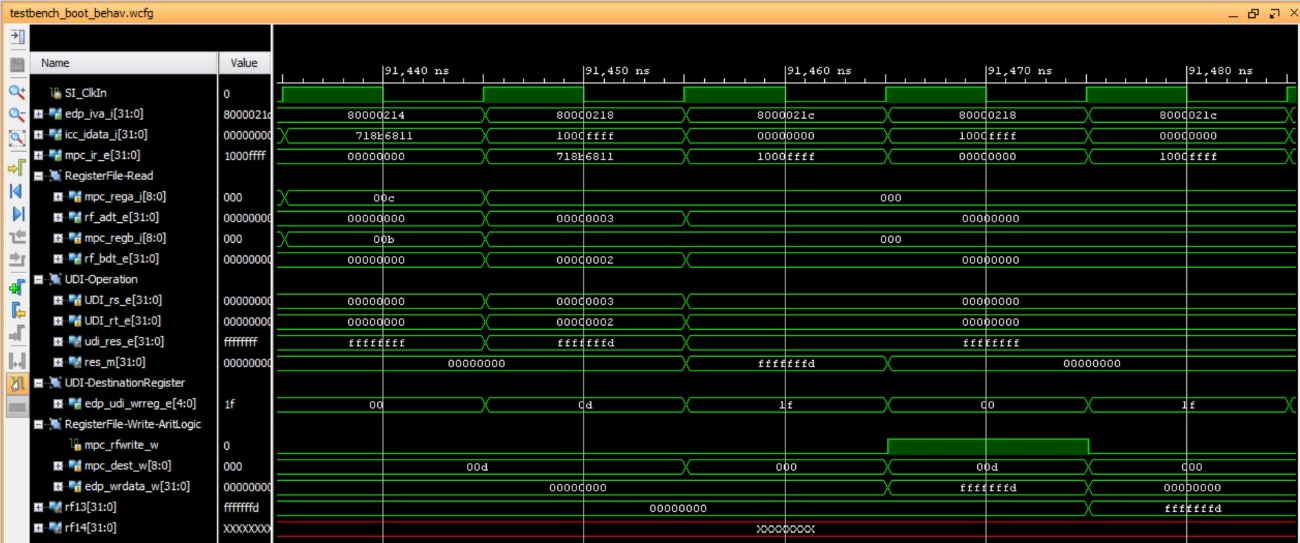 testbench_boot_behav.wcfg
Name Value 91,440 ns 91,450 ns 91,460 ns 91,470 ns 91,480 ns
SI_ClkIn 0
edp_iva_i[31:0] 8000021c 80000214 80000218 8000021c 80000218 8000021c
icc_idata_i[31:0] 00000000 718b6811 1000ffff 00000000 1000ffff 00000000
mpc_ir_e[31:0] 1000ffff 00000000 718b6811 1000ffff 00000000 1000ffff
RegisterFile-Read
mpc_rega_i[8:0] 000 00c 000
rf_adt_e[31:0] 00000000 00000000 00000003 00000000
mpc_regb_i[8:0] 000 00b 000
rf_bdt_e[31:0] 00000000 00000000 00000002 00000000
UDI-Operation
UDI_rs_e[31:0] 00000000 00000000 00000003 00000000
UDI_rt_e[31:0] 00000000 00000000 00000002 00000000
udi_res_e[31:0] ffffffff ffffffff fffffffd ffffffff
res_m[31:0] 00000000 00000000 fffffffd 00000000
UDI-DestinationRegister
edp_udi_wrreg_e[4:0] 1f 00 0d 1f 00 1f
RegisterFile-Write-AritLogic
mpc_rfwrite_w 0
mpc_dest_w[8:0] 000 00d 000 00d 000
edp_wrdata_w[31:0] 00000000 00000000 fffffffd 00000000
rf13[31:0] fffffffd 00000000 fffffffd
rf14[31:0] XXXXXXXX XXXXXXXX